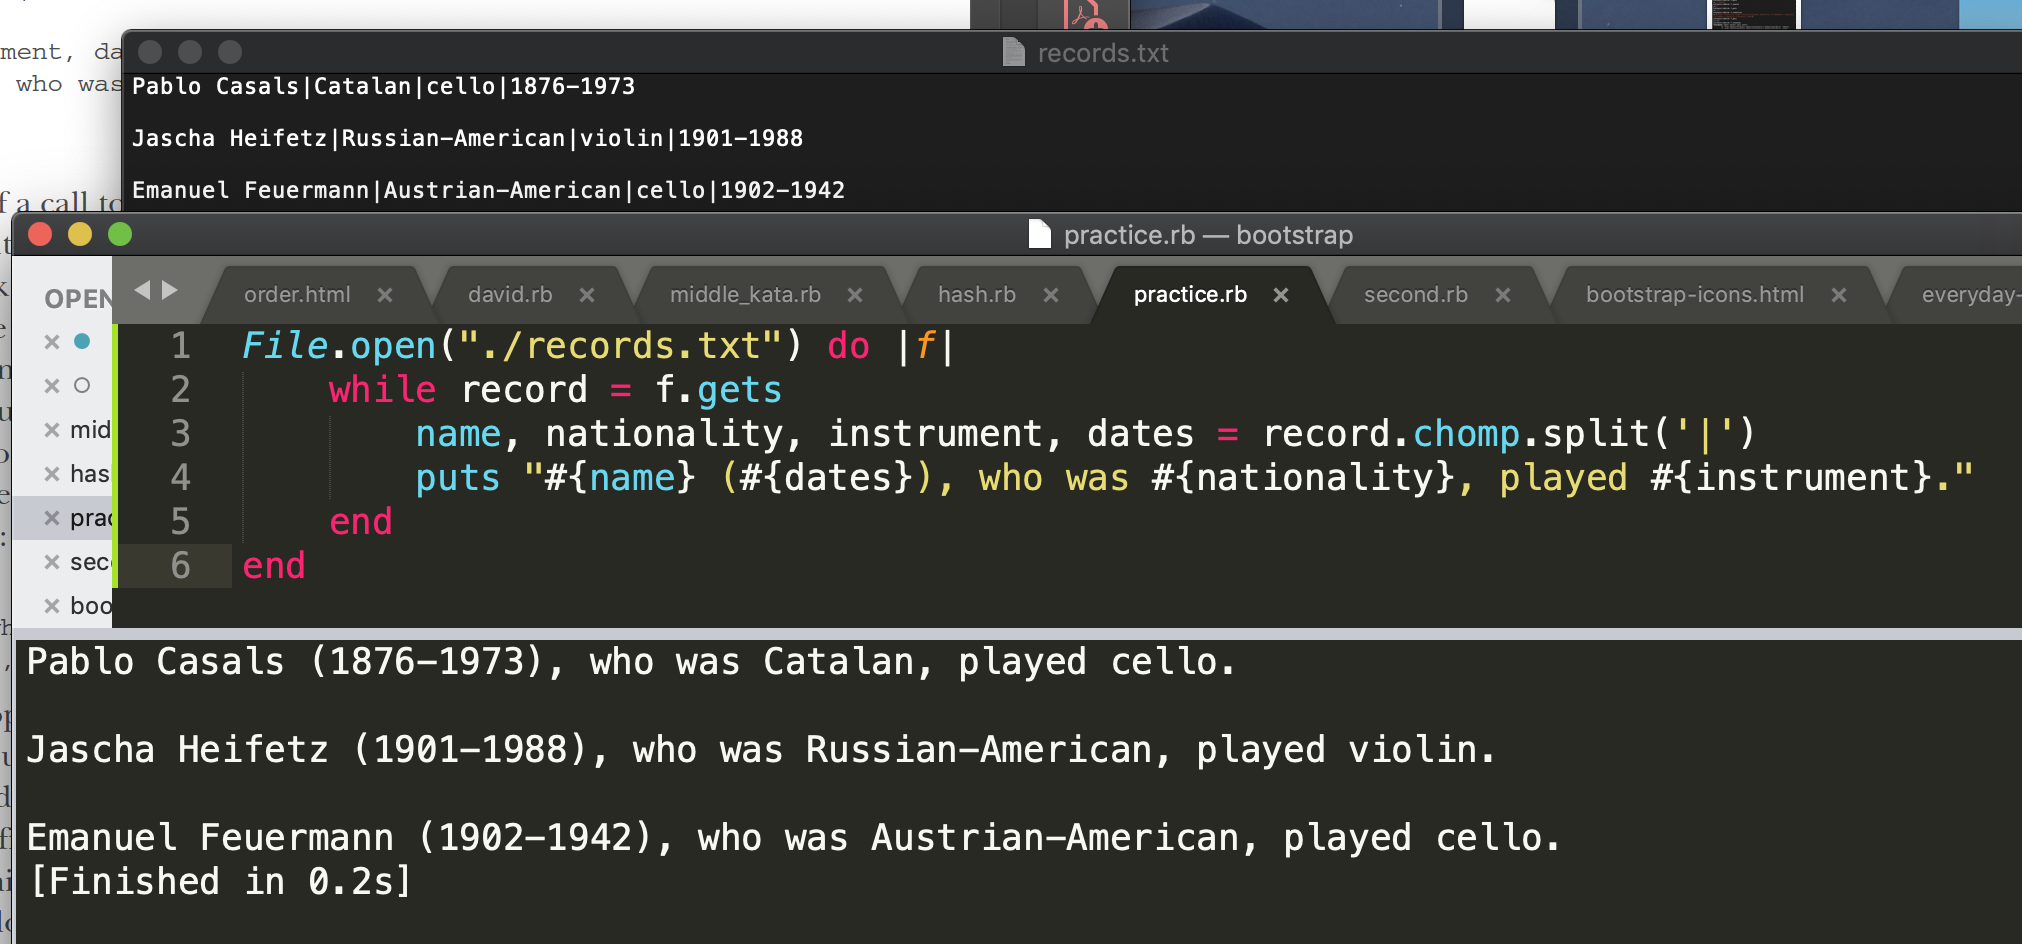 ment, da
who was
records.txt
Pablo Casals|Catalan|cello|1876-1973
Jascha Heifetz|Russian-American|violin|1901-1988
Emanuel Feuermann|Austrian-American|cello|1902-1942
f a call to
practice.rb — bootstrap
OPEN
order.html × david.rb × middle_kata.rb × hash.rb × practice.rb × second.rb × bootstrap-icons.html × everyday-
mid
has
prac
sec
boo
1 File.open("./records.txt") do |f|
2 while record = f.gets
3 name, nationality, instrument, dates = record.chomp.split('|')
4 puts "#{name} (#{dates}), who was #{nationality}, played #{instrument}."
5 end
6 end
Pablo Casals (1876-1973), who was Catalan, played cello.
Jascha Heifetz (1901-1988), who was Russian-American, played violin.
Emanuel Feuermann (1902-1942), who was Austrian-American, played cello.
[Finished in 0.2s]